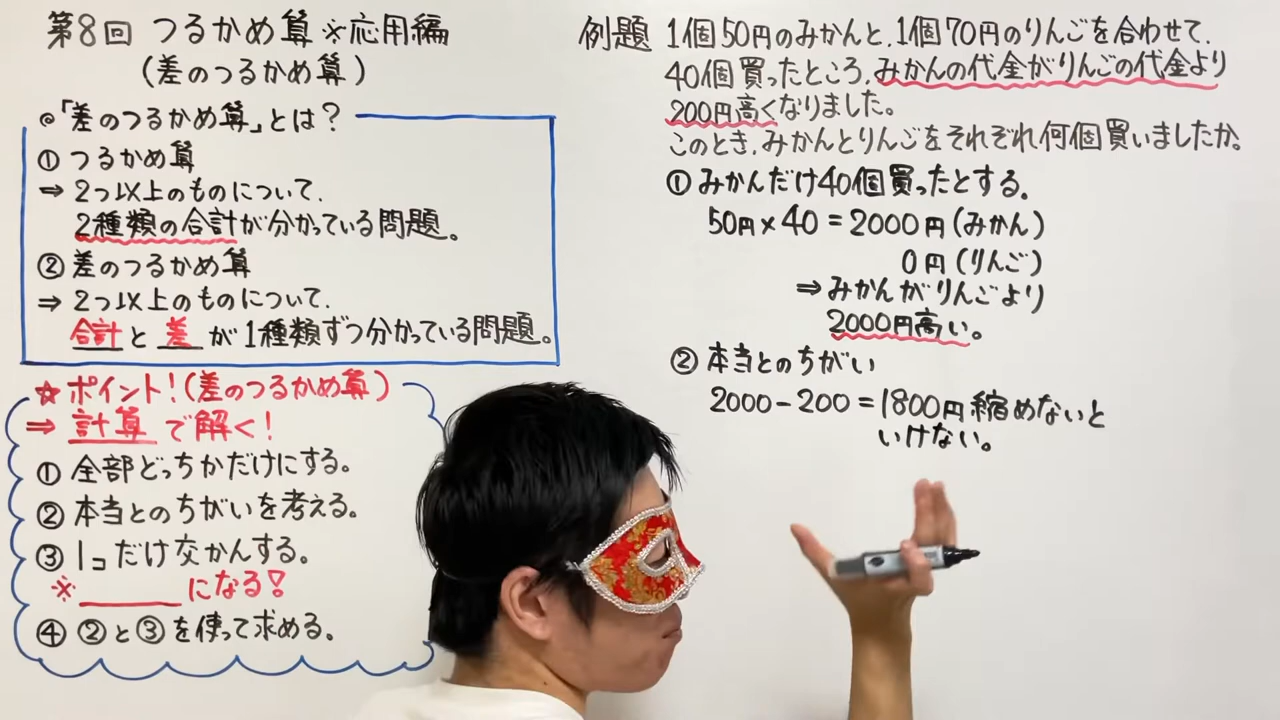 第8回 つるかめ算 ※応用編
(差のつるかめ算)
◎「差のつるかめ算」とは?
① つるかめ算
⇒ 2つ以上のものについて、
2種類の合計が分かっている問題。
② 差のつるかめ算
⇒ 2つ以上のものについて、
合計と差が1種類ずつ分かっている問題。
☆ポイント!(差のつるかめ算)
⇒ 計算で解く!
① 全部どっちかだけにする。
② 本当とのちがいを考える。
③ 1コだけ交かんする。
※______になる!
④ ②と③を使って求める。
例題 1個50円のみかんと、1個70円のりんごを合わせて、
40個買ったところ、みかんの代金がりんごの代金より
200円高くなりました。
このとき、みかんとりんごをそれぞれ何個買いましたか。
① みかんだけ40個買ったとする。
50円×40=2000円(みかん)
0円(りんご)
⇒ みかんがりんごより
2000円高い。
② 本当とのちがい
2000-200=1800円縮めないと
いけない。